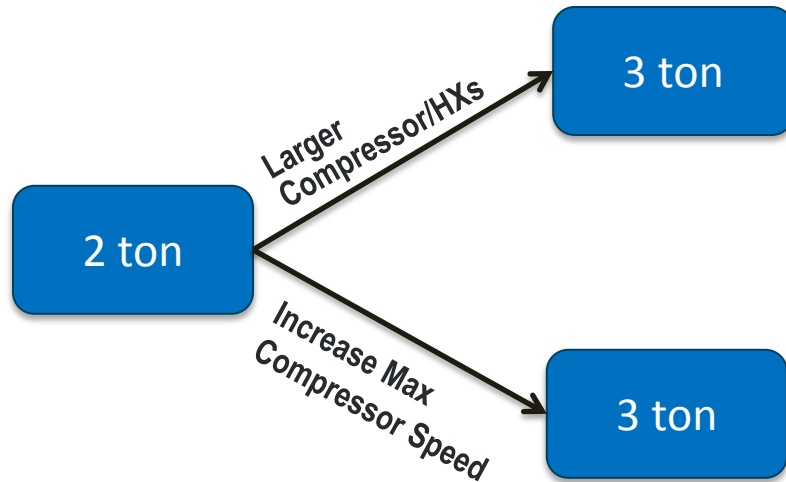 3 ton
Larger
Compressor/HXs
2 ton
Increase Max
Compressor Speed
3 ton